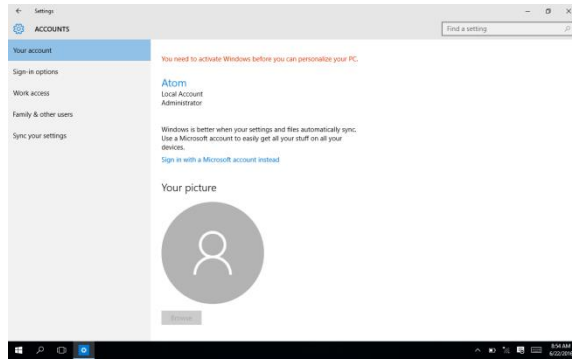 Settings
ACCOUNTS
Find a setting
Your account
Sign-in options
Work access
Family & other users
Sync your settings
You need to activate Windows before you can personalize your PC.
Atom
Local Account
Administrator
Windows is better when your settings and files automatically sync.
Use a Microsoft account to easily get all your stuff on all your
devices.
Sign in with a Microsoft account instead
Your picture
Browse
8:54 AM